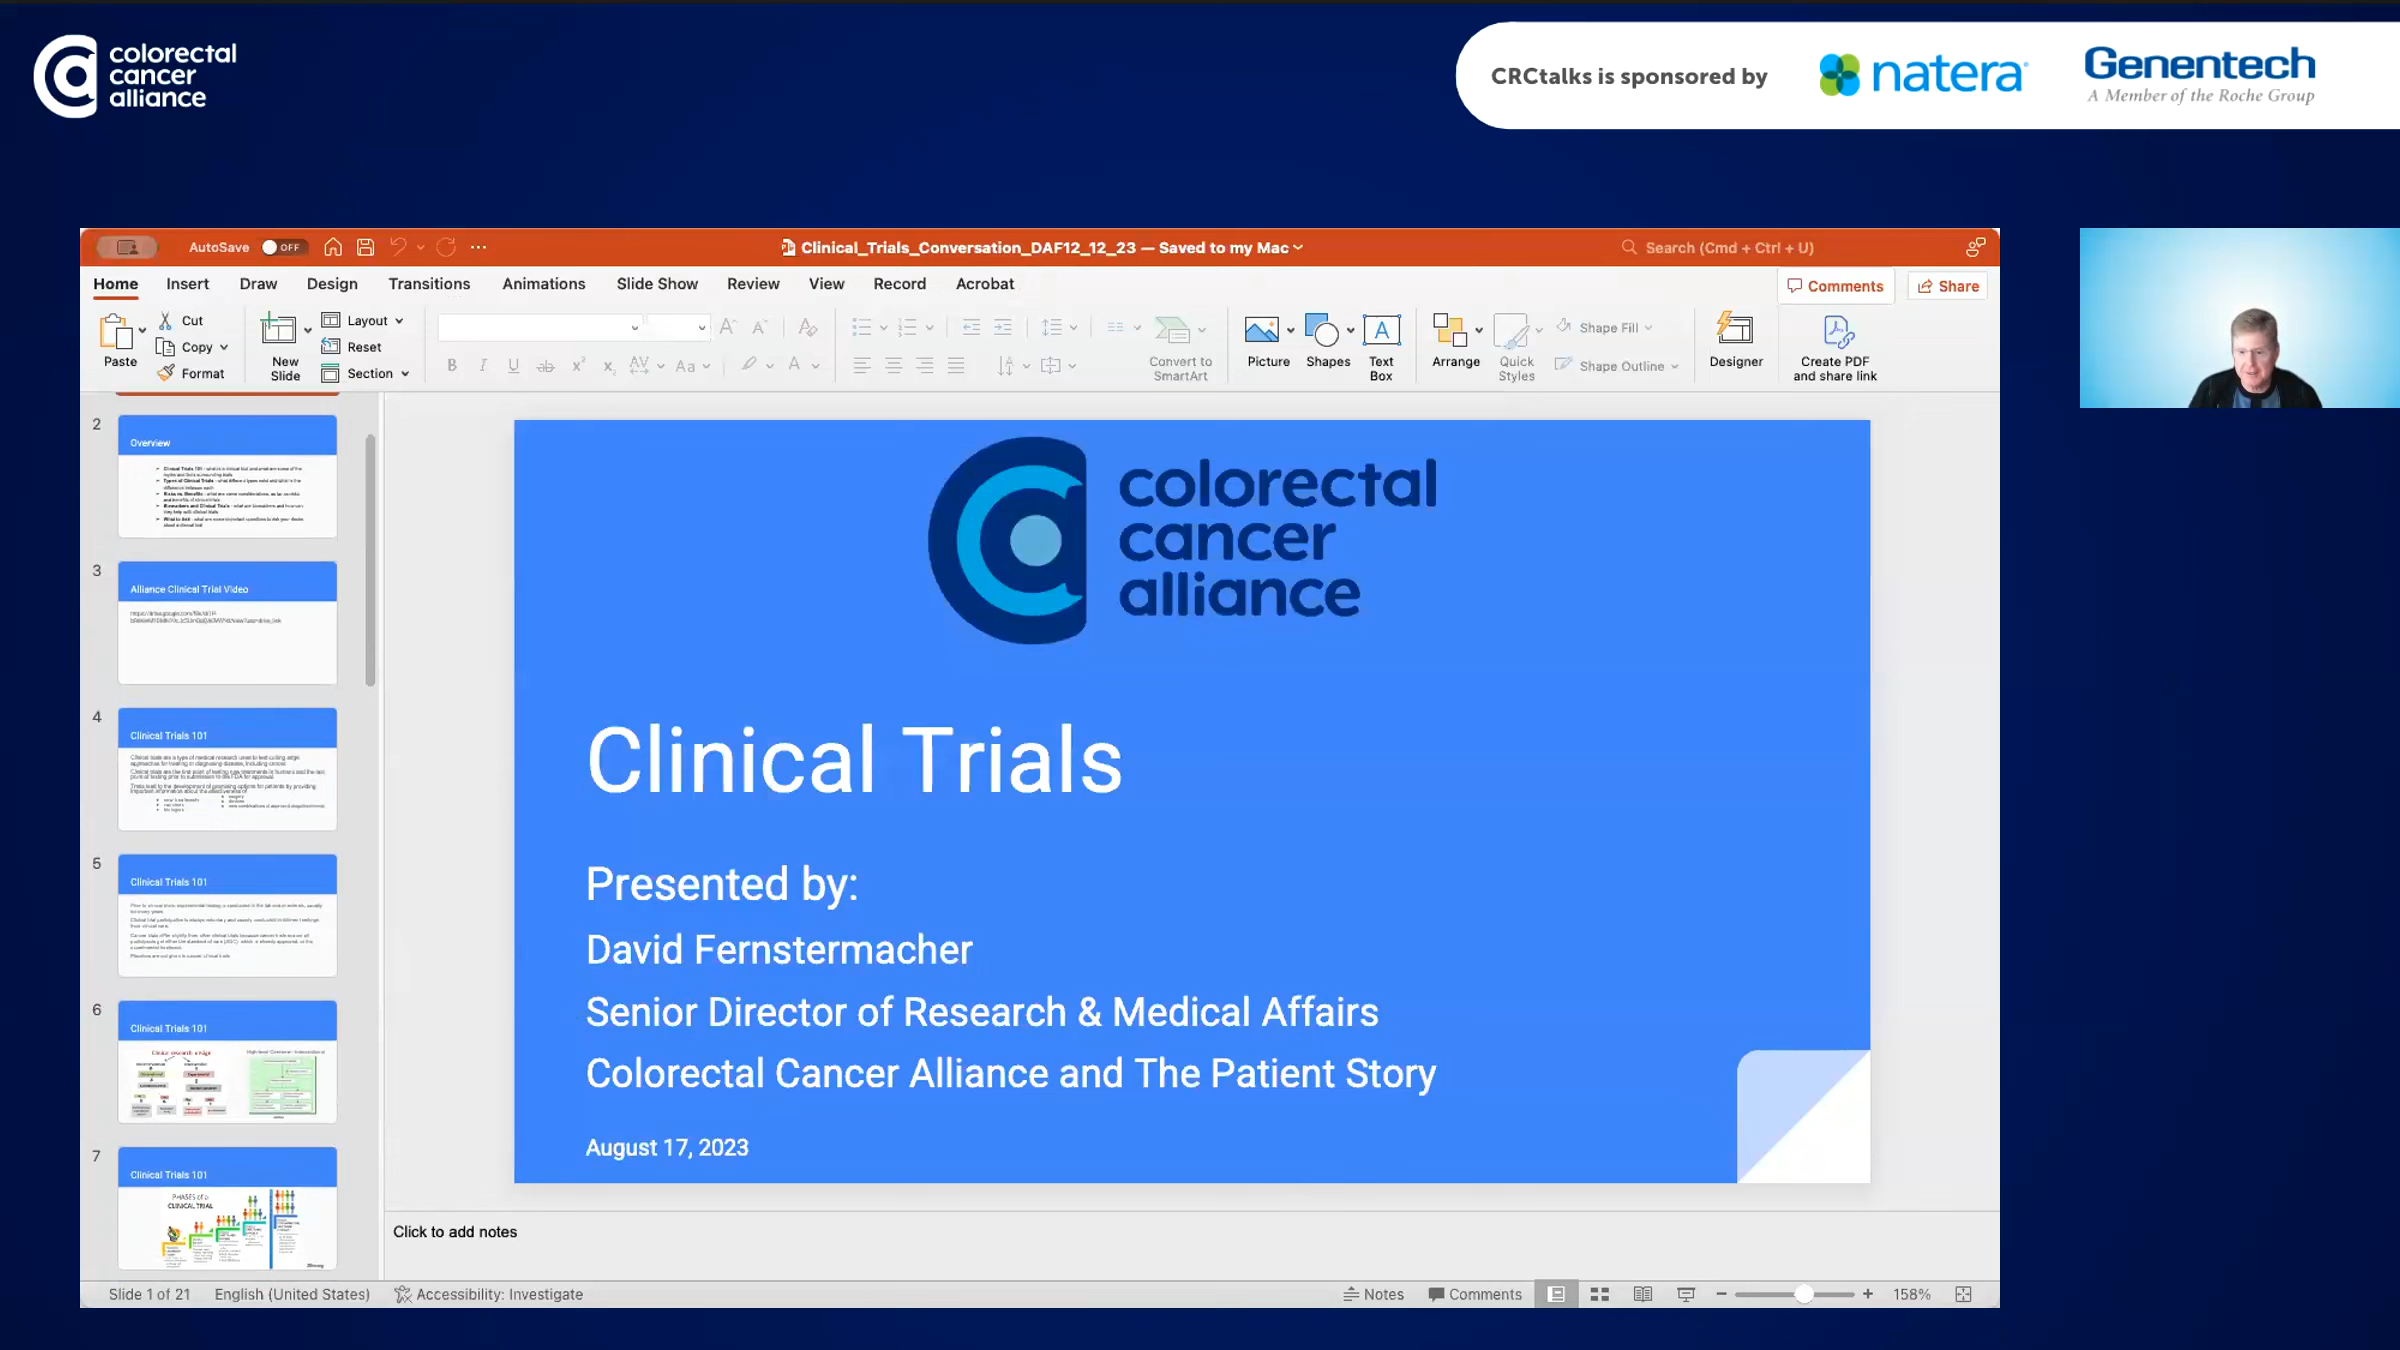 colorectal
cancer
alliance
CRCtalks is sponsored by
natera
Genentech
A Member of the Roche Group
AutoSave OFF
Clinical_Trials_Conversation_DAF12_12_23 — Saved to my Mac
Search (Cmd + Ctrl + U)
Home Insert Draw Design Transitions Animations Slide Show Review View Record Acrobat
Comments Share
Paste
Cut
Copy
Format
New
Slide
Layout
Reset
Section
Convert to
SmartArt
Picture
Shapes
Text
Box
Arrange
Quick
Styles
Shape Fill
Shape Outline
Designer
Create PDF
and share link
2
Overview
3
Alliance Clinical Trial Video
4
Clinical Trials 101
5
Clinical Trials 101
6
Clinical Trials 101
7
Clinical Trials 101
PHASES of a
CLINICAL TRIAL
colorectal
cancer
alliance
Clinical Trials
Presented by:
David Fernstermacher
Senior Director of Research & Medical Affairs
Colorectal Cancer Alliance and The Patient Story
August 17, 2023
Click to add notes
Slide 1 of 21 English (United States) Accessibility: Investigate
Notes Comments 158%